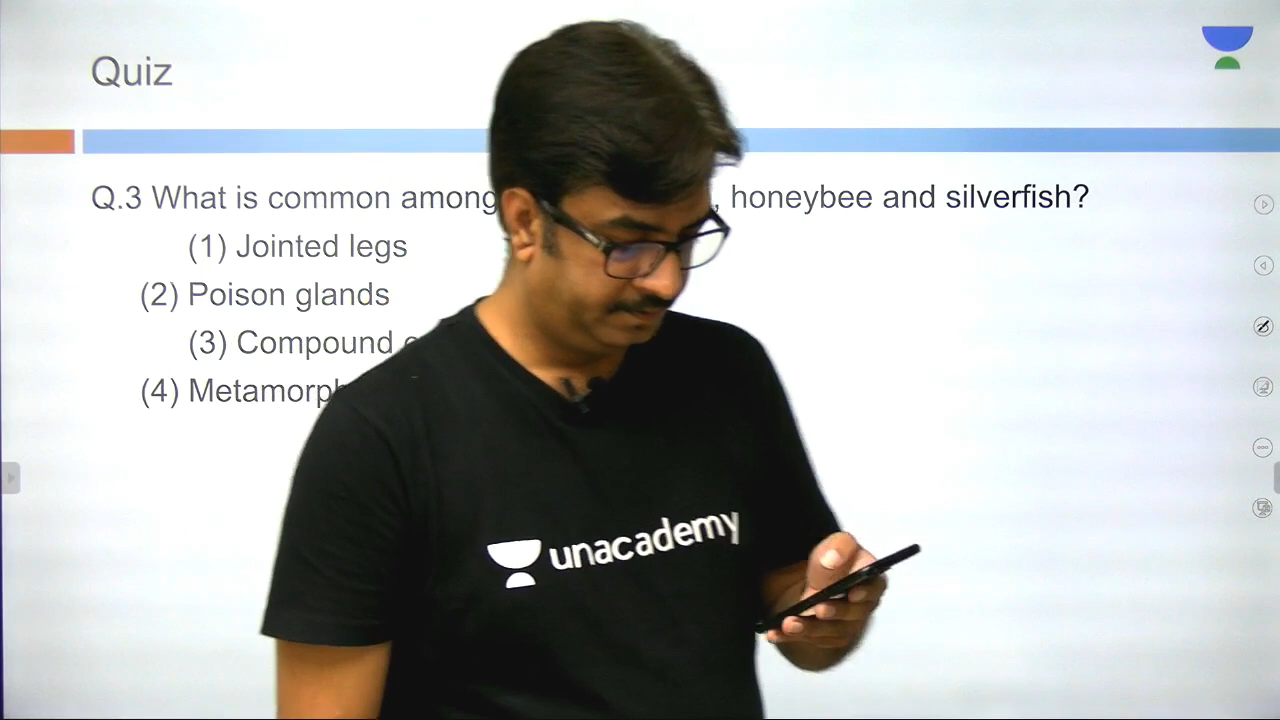 Quiz
Q.3 What is common among , honeybee and silverfish?
(1) Jointed legs
(2) Poison glands
(3) Compound
(4)
unacademy